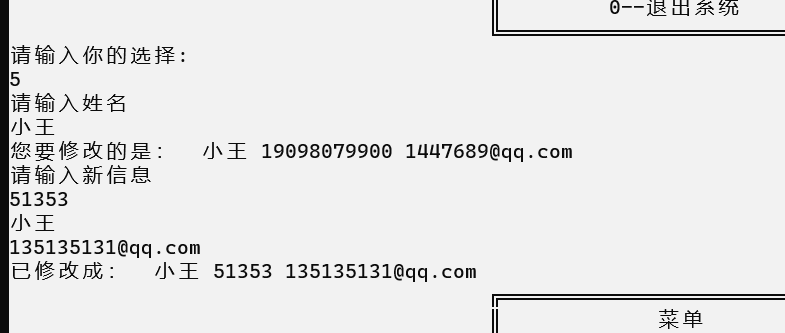 0--退出系统
请输入你的选择:
5
请输入姓名
小王
您要修改的是: 小王 19098079900 1447689@qq.com
请输入新信息
51353
小王
135135131@qq.com
已修改成: 小王 51353 135135131@qq.com
菜单